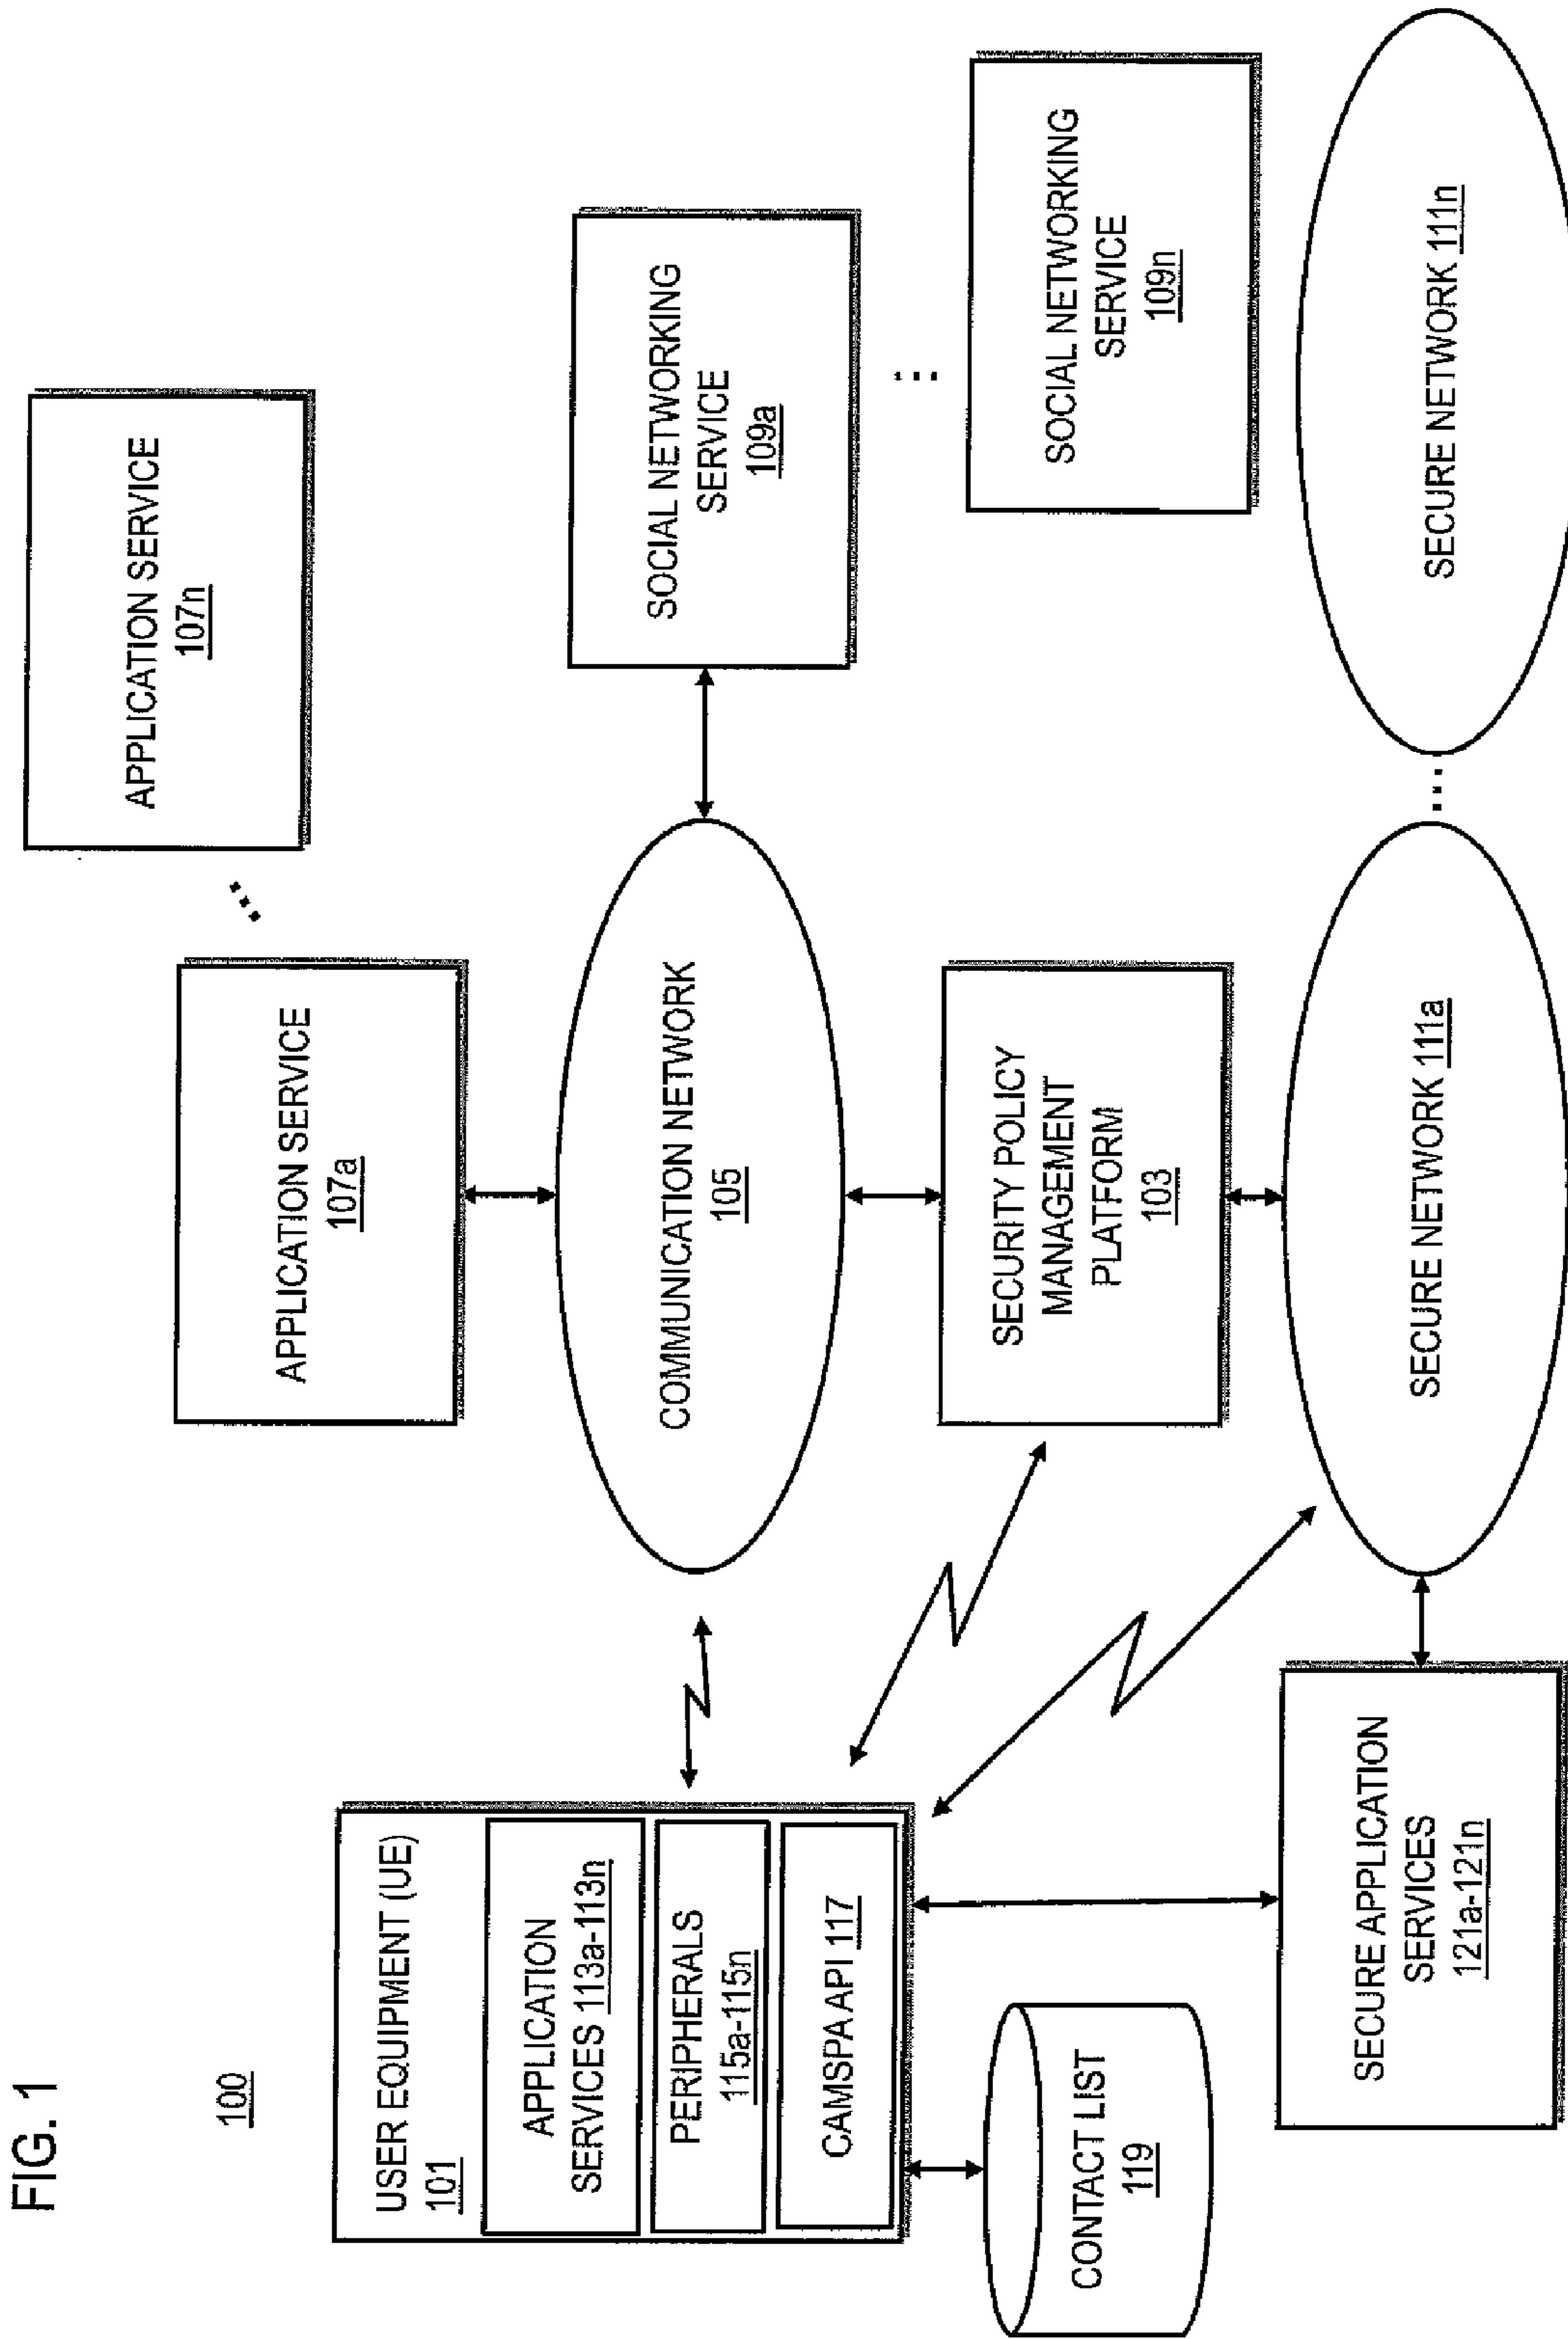 FIG. 1
100
USER EQUIPMENT (UE)
101
APPLICATION
SERVICES 113a-113n
PERIPHERALS
115a-115n
CAMSPA API 117
CONTACT LIST
119
APPLICATION SERVICE
107a
APPLICATION SERVICE
107n
...
COMMUNICATION NETWORK
105
SOCIAL NETWORKING
SERVICE
109a
...
SOCIAL NETWORKING
SERVICE
109n
SECURITY POLICY
MANAGEMENT
PLATFORM
103
SECURE APPLICATION
SERVICES
121a-121n
SECURE NETWORK 111a
...
SECURE NETWORK 111n